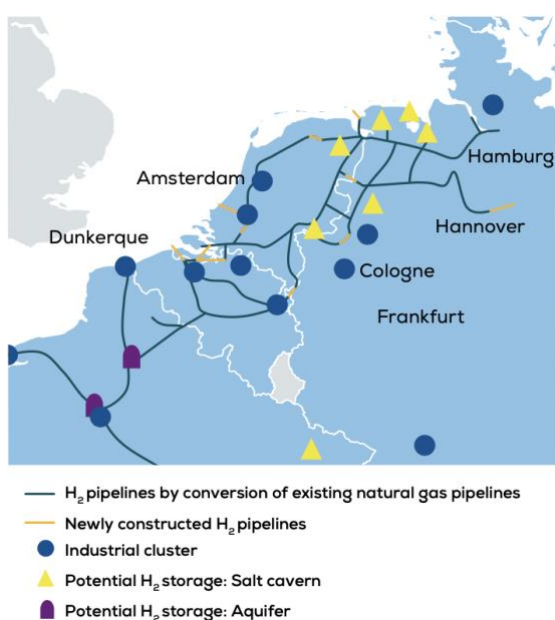 Hamburg
Amsterdam
Hannover
Dunkerque
Cologne
Frankfurt
H₂ pipelines by conversion of existing natural gas pipelines
Newly constructed H₂ pipelines
Industrial cluster
Potential H₂ storage: Salt cavern
Potential H₂ storage: Aquifer